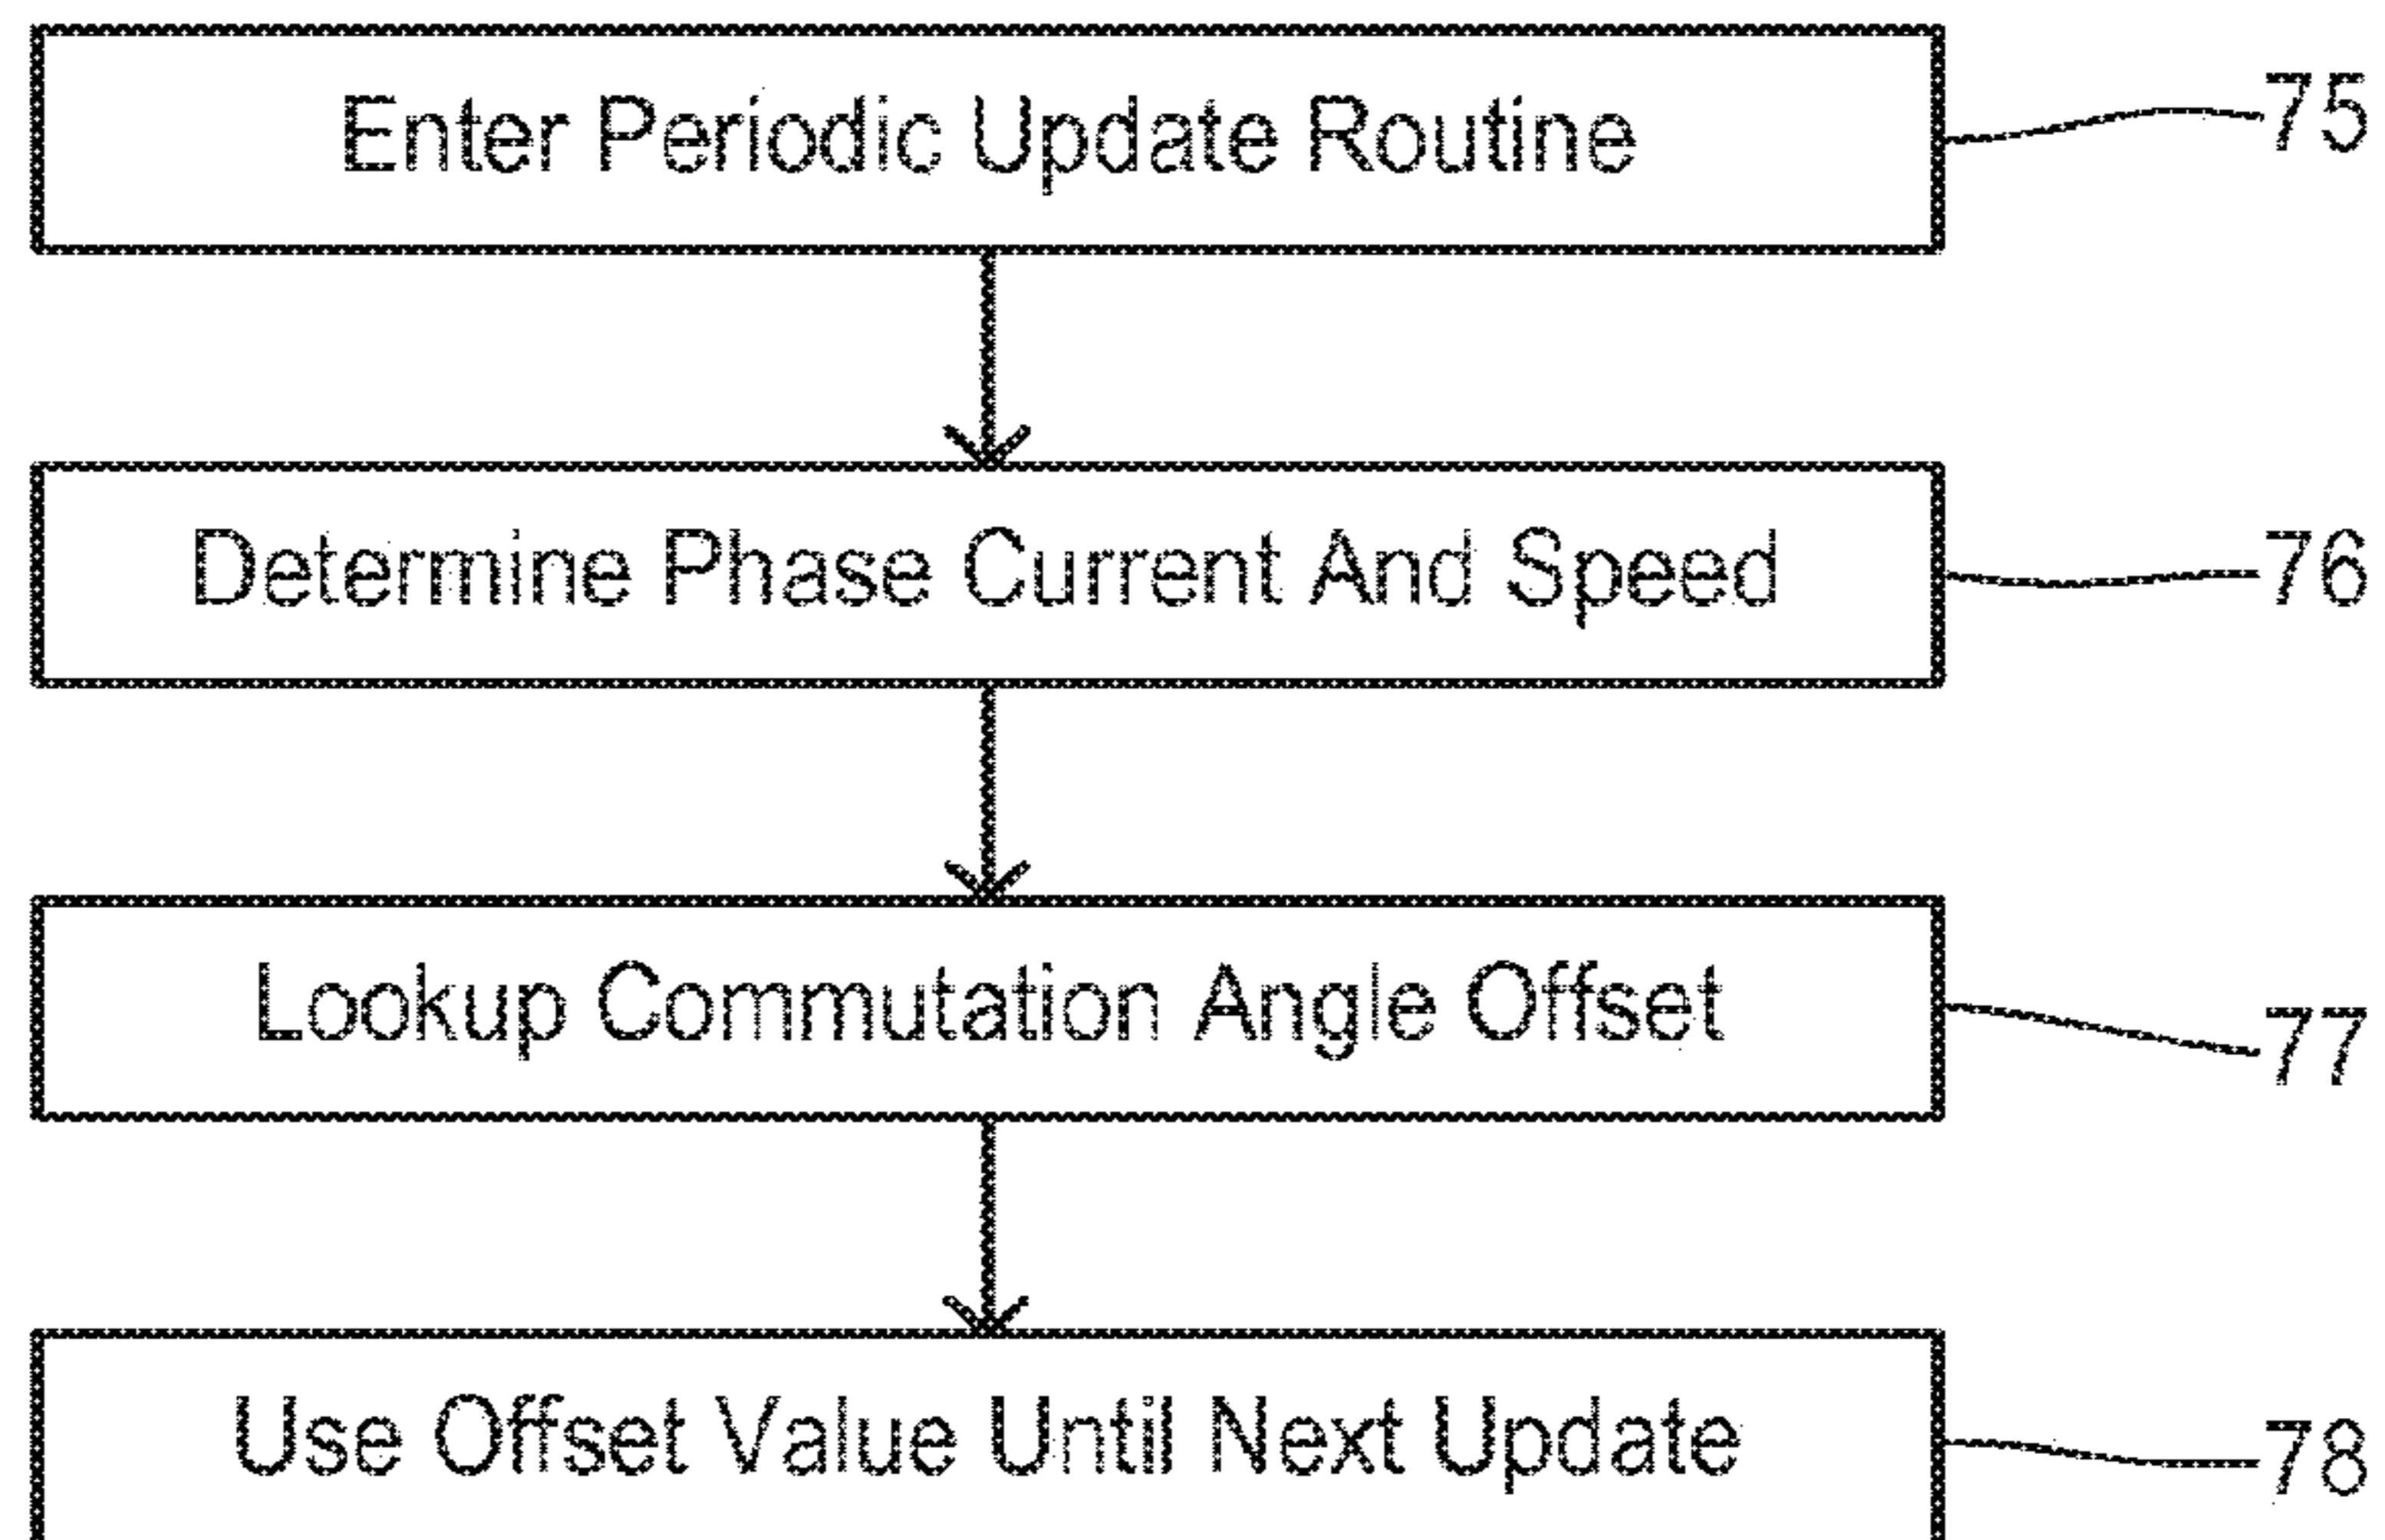 Enter Periodic Update Routine 75
Determine Phase Current And Speed 76
Lookup Commutation Angle Offset 77
Use Offset Value Until Next Update 78